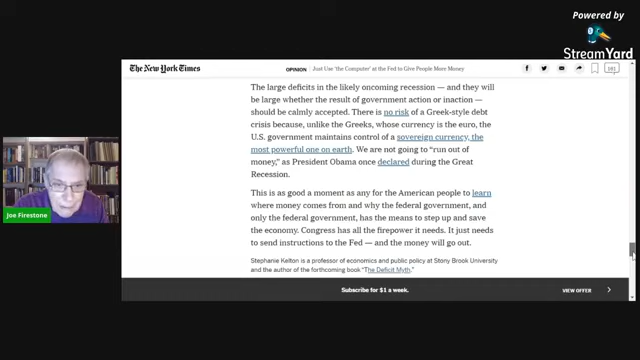 Powered by
StreamYard
The New York Times
OPINION | Just Use 'the Computer' at the Fed to Give People More Money
161
The large deficits in the likely oncoming recession — and they will
be large whether the result of government action or inaction —
should be calmly accepted. There is no risk of a Greek-style debt
crisis because, unlike the Greeks, whose currency is the euro, the
U.S. government maintains control of a sovereign currency, the
most powerful one on earth. We are not going to “run out of
money,” as President Obama once declared during the Great
Recession.
This is as good a moment as any for the American people to learn
where money comes from and why the federal government, and
only the federal government, has the means to step up and save
the economy. Congress has all the firepower it needs. It just
needs to send instructions to the Fed — and the money will go out.
Stephanie Kelton is a professor of economics and public policy at Stony Brook University
and the author of the forthcoming book “The Deficit Myth.”
Joe Firestone
Subscribe for $1 a week.
VIEW OFFER